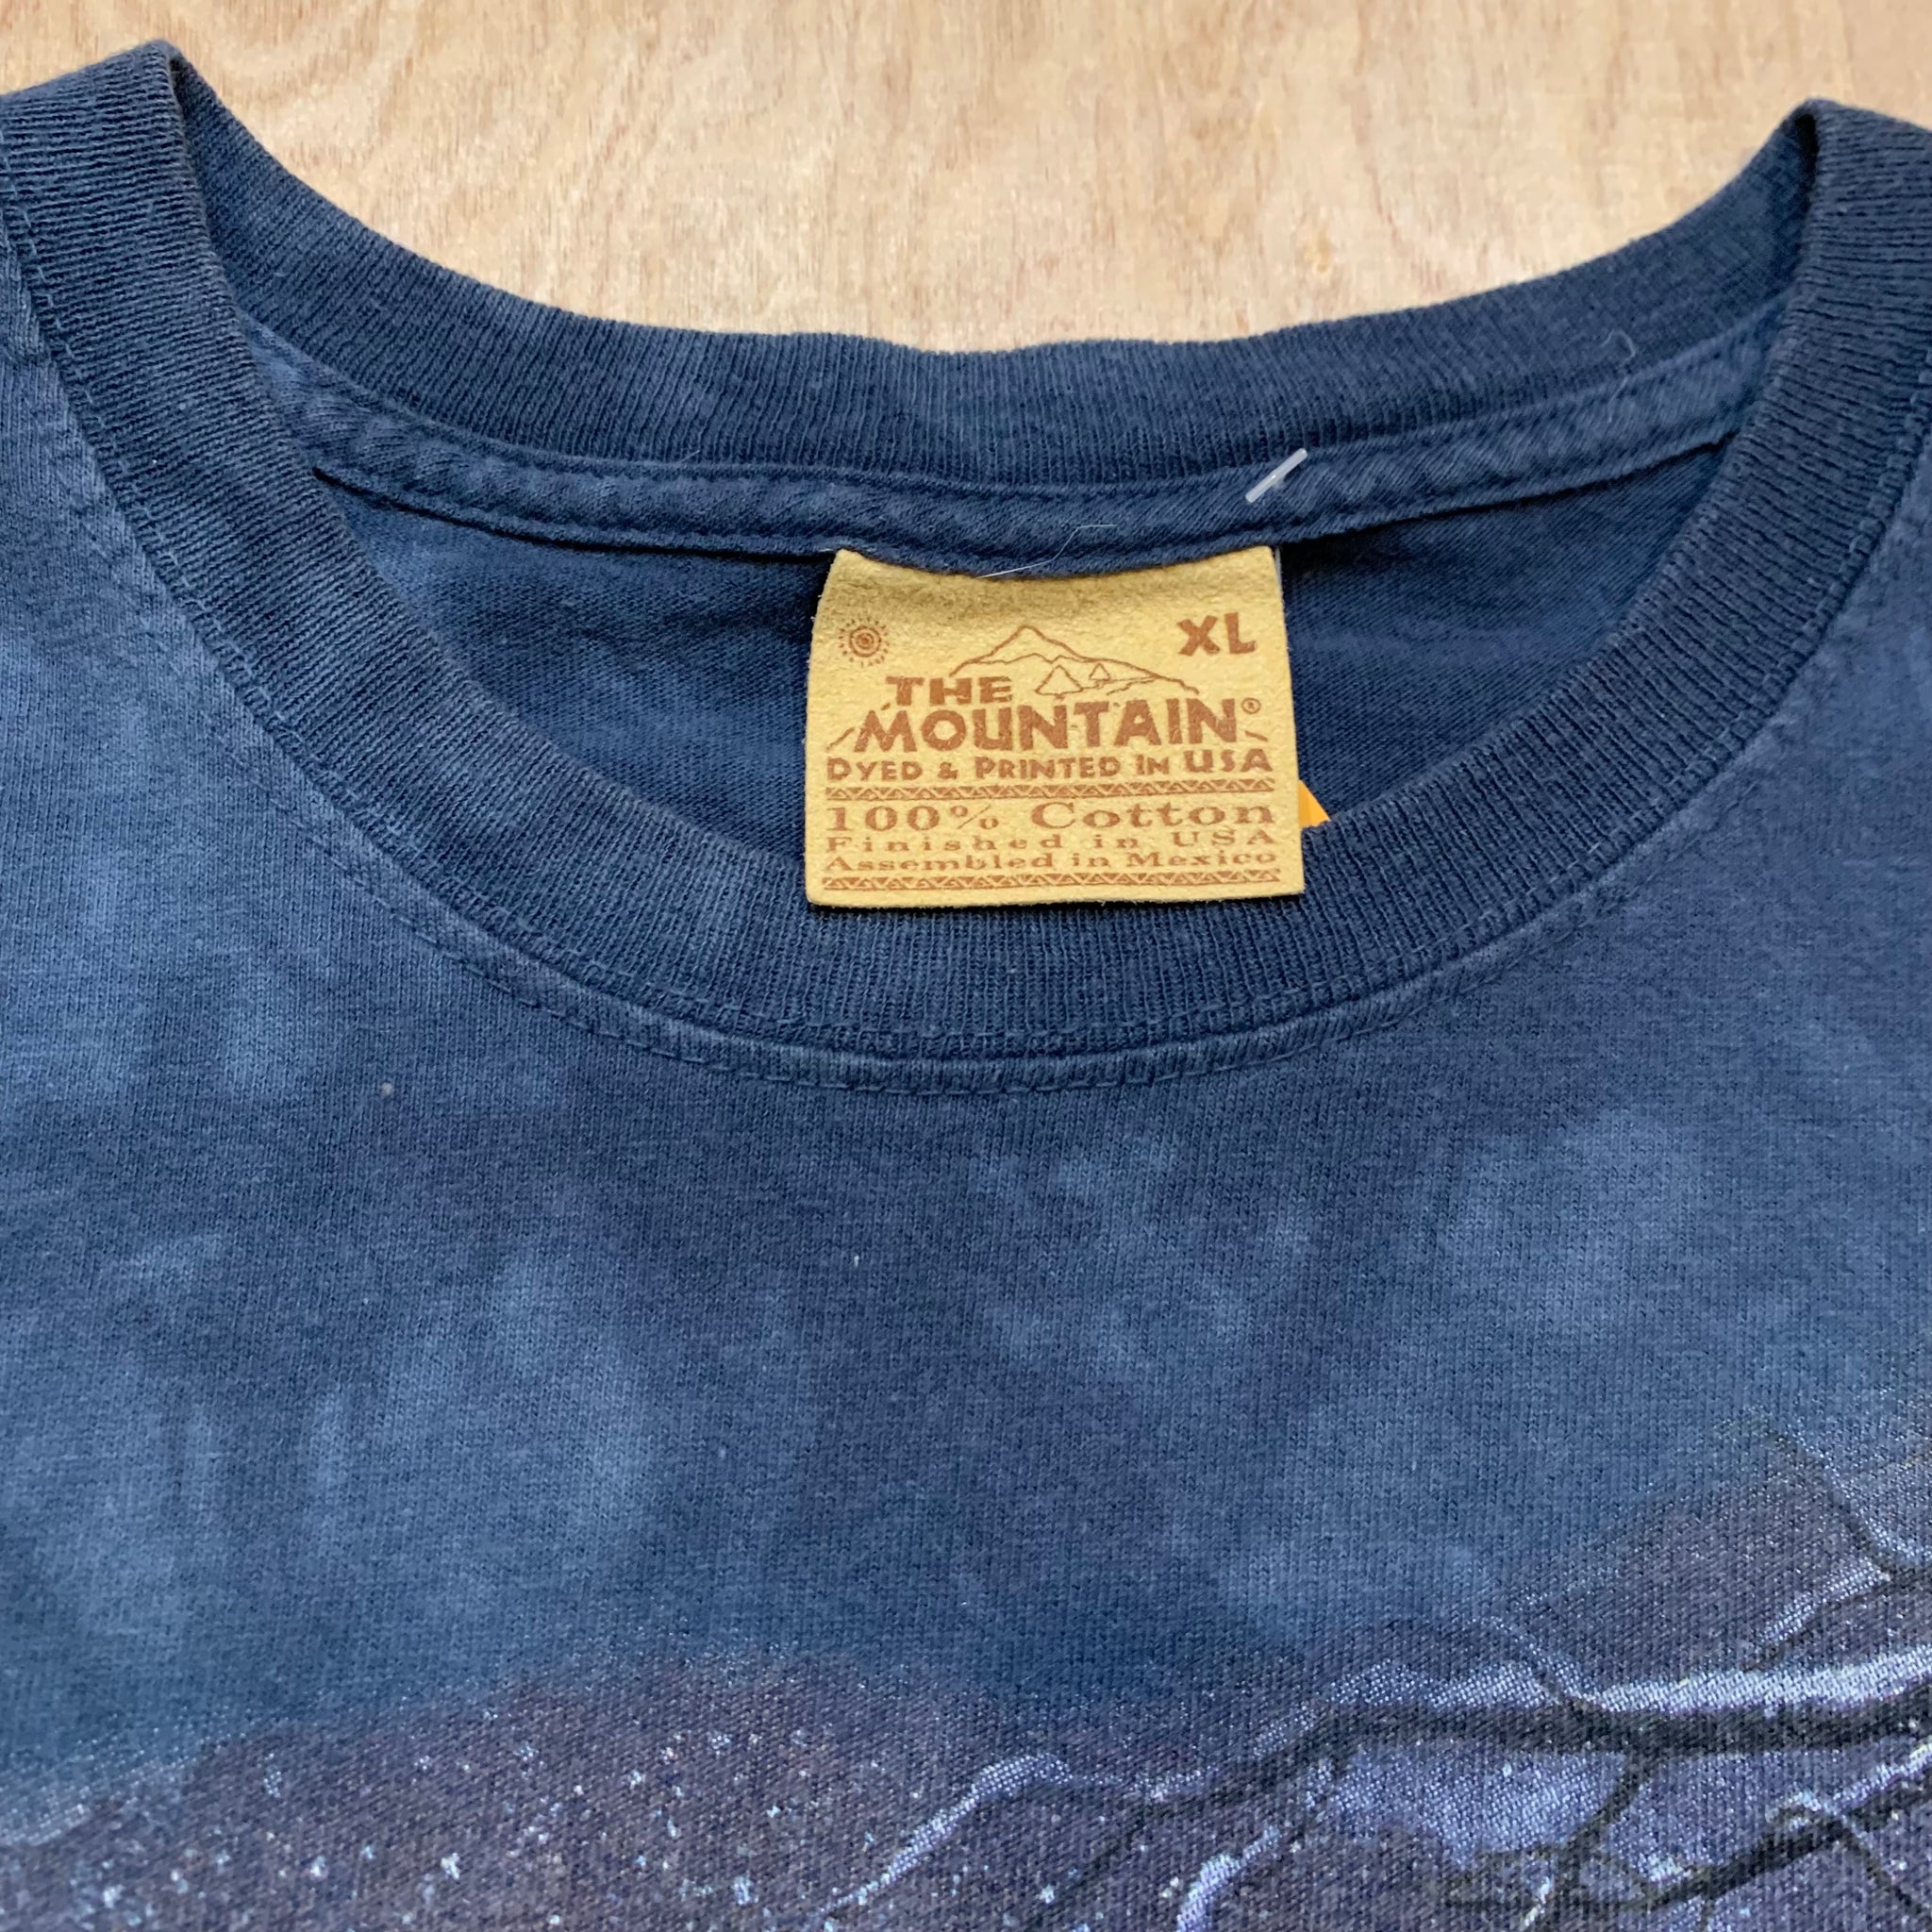 XL
THE
MOUNTAIN®
DYED & PRINTED IN USA
100% Cotton
Finished in USA
Assembled in Mexico